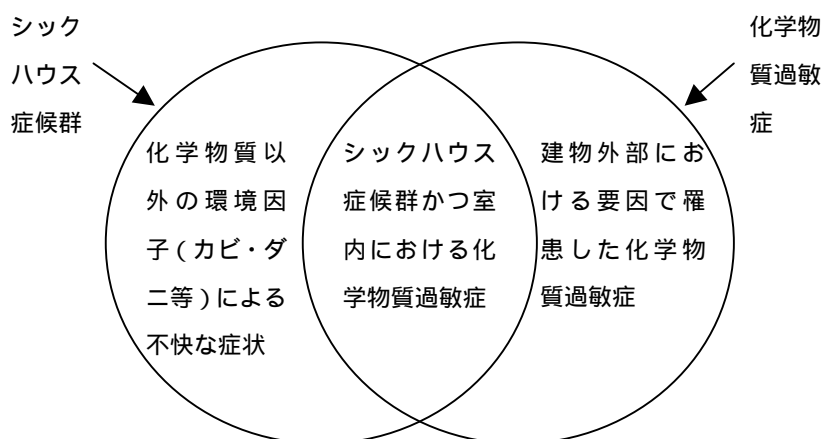 シック
ハウス
症候群
化学物
質過敏
症
化学物質以
外の環境因
子(カビ・ダ
ニ等)による
不快な症状
シックハウス
症候群かつ室
内における化
学物質過敏症
建物外部にお
ける要因で罹
患した化学物
質過敏症